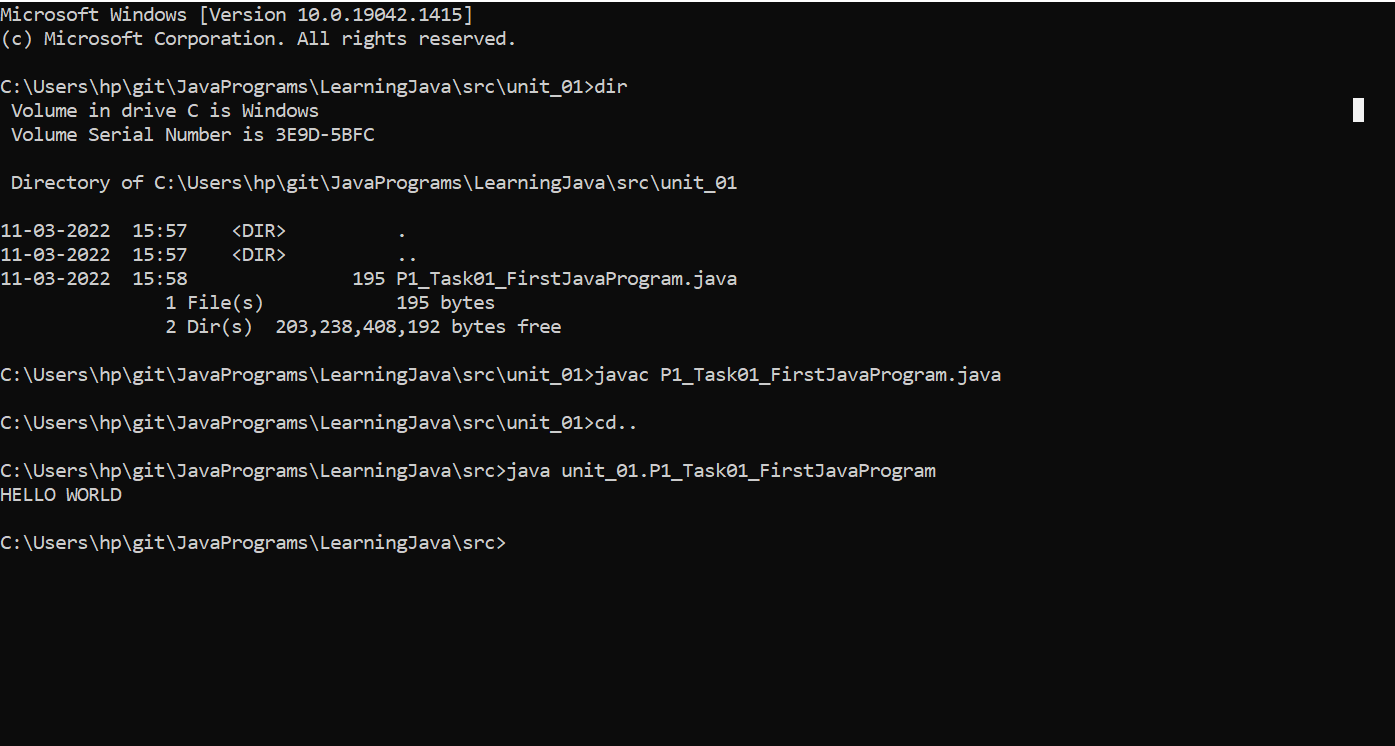 Microsoft Windows [Version 10.0.19042.1415]
(c) Microsoft Corporation. All rights reserved.
C:\Users\hp\git\JavaPrograms\LearningJava\src\unit_01>dir
 Volume in drive C is Windows
 Volume Serial Number is 3E9D-5BFC
 Directory of C:\Users\hp\git\JavaPrograms\LearningJava\src\unit_01
11-03-2022  15:57    <DIR>          .
11-03-2022  15:57    <DIR>          ..
11-03-2022  15:58               195 P1_Task01_FirstJavaProgram.java
               1 File(s)            195 bytes
               2 Dir(s)  203,238,408,192 bytes free
C:\Users\hp\git\JavaPrograms\LearningJava\src\unit_01>javac P1_Task01_FirstJavaProgram.java
C:\Users\hp\git\JavaPrograms\LearningJava\src\unit_01>cd..
C:\Users\hp\git\JavaPrograms\LearningJava\src>java unit_01.P1_Task01_FirstJavaProgram
HELLO WORLD
C:\Users\hp\git\JavaPrograms\LearningJava\src>